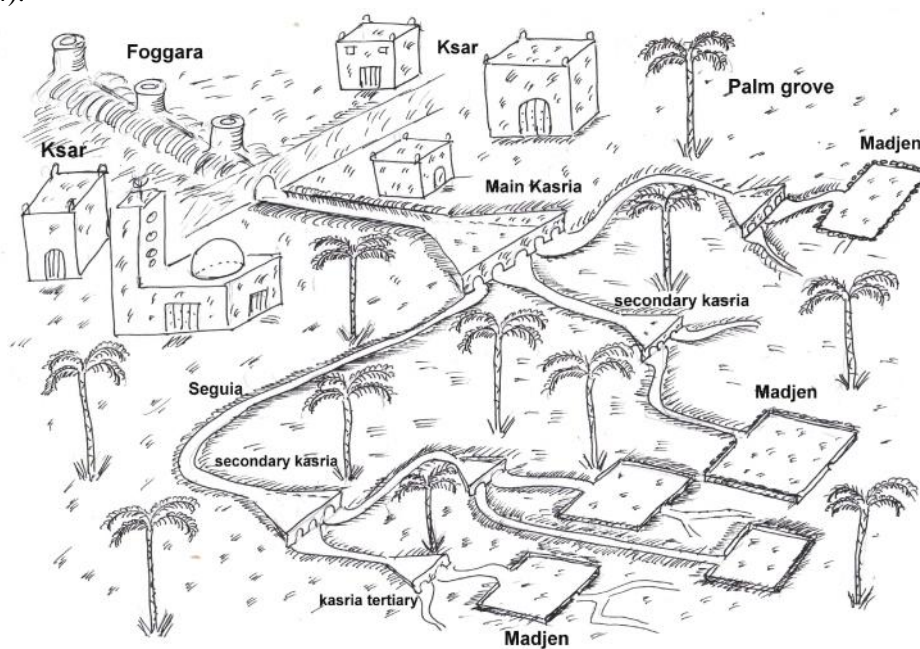 Foggara
Ksar
Palm grove
Ksar
Madjen
Main Kasria
secondary kasria
Seguia
Madjen
secondary kasria
kasria tertiary
Madjen